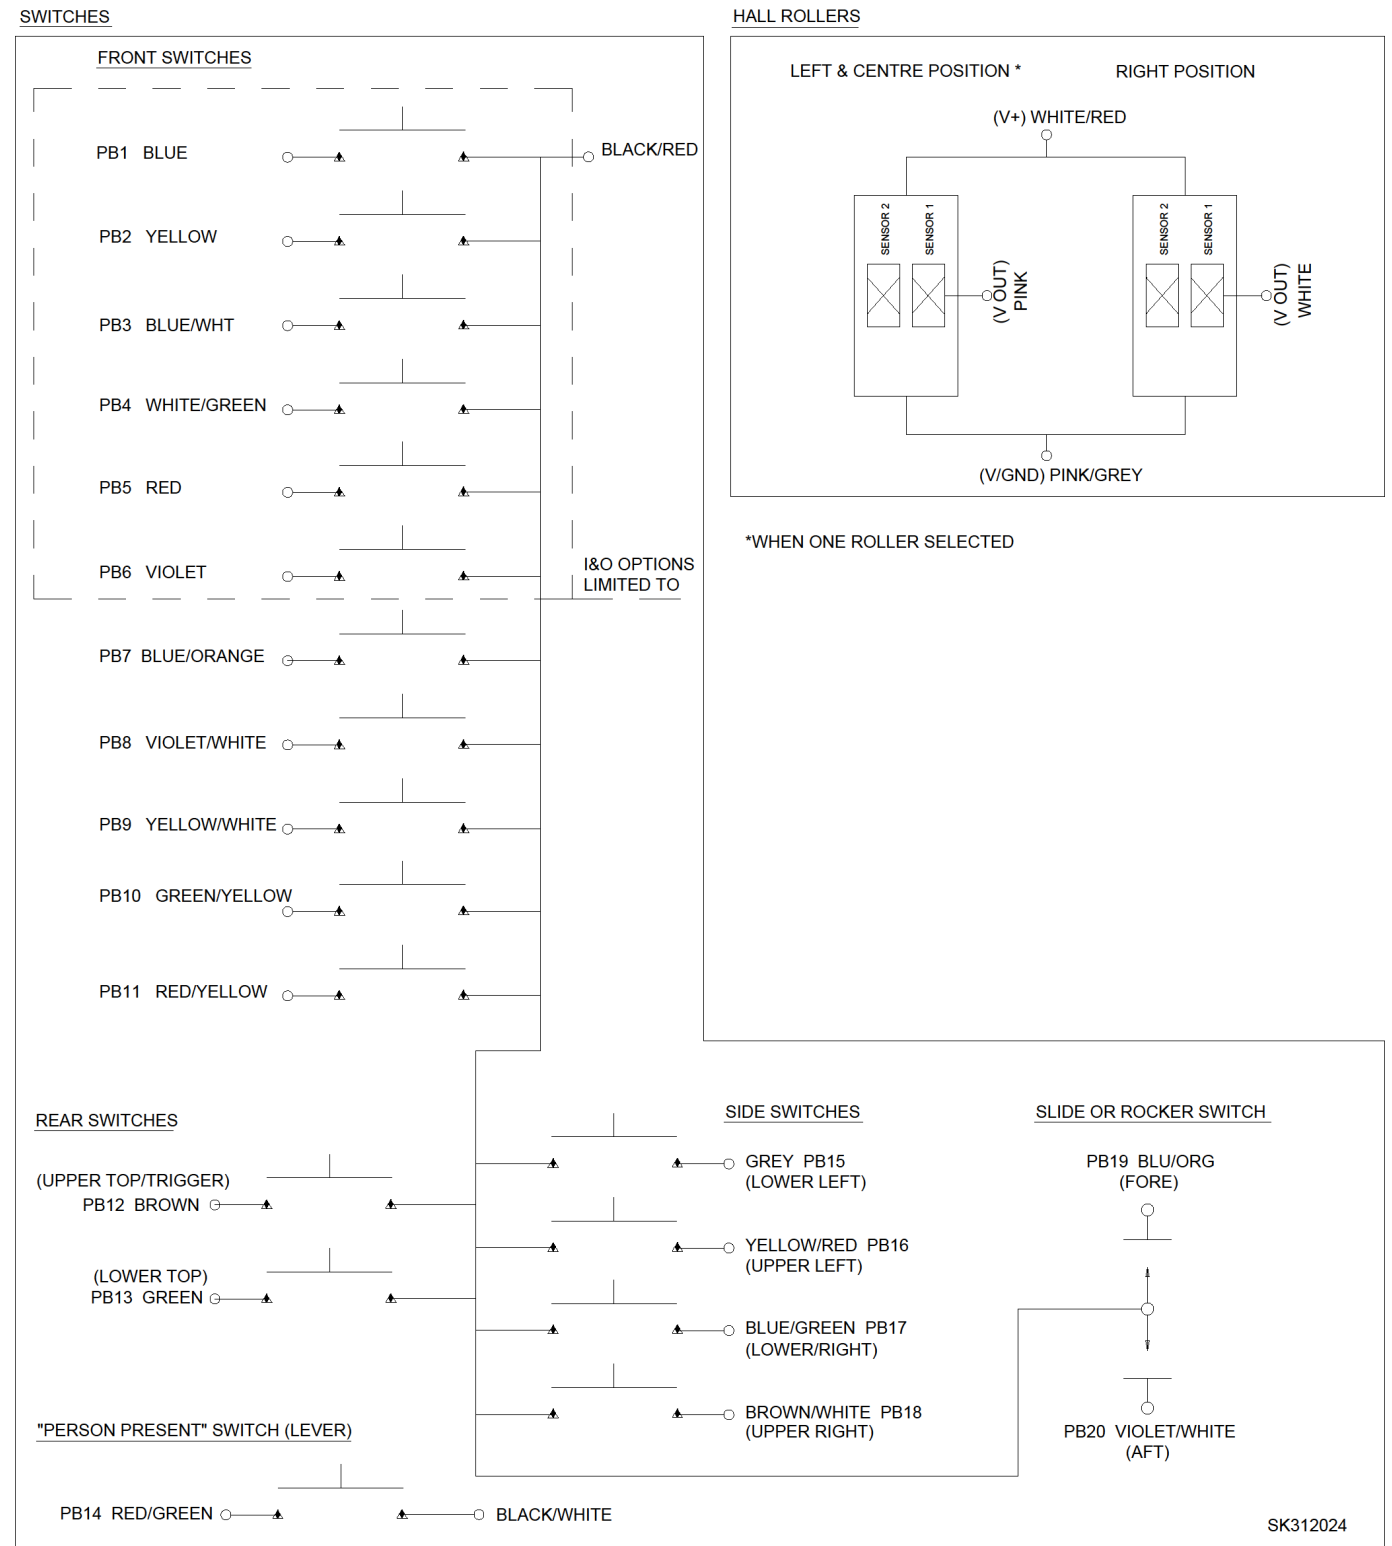 SWITCHES
FRONT SWITCHES
PB1 BLUE
BLACK/RED
PB2 YELLOW
PB3 BLUE/WHT
PB4 WHITE/GREEN
PB5 RED
PB6 VIOLET
I&O OPTIONS
LIMITED TO
PB7 BLUE/ORANGE
PB8 VIOLET/WHITE
PB9 YELLOW/WHITE
PB10 GREEN/YELLOW
PB11 RED/YELLOW
HALL ROLLERS
LEFT & CENTRE POSITION *
RIGHT POSITION
(V+) WHITE/RED
SENSOR 2
SENSOR 1
(V OUT)
PINK
SENSOR 2
SENSOR 1
(V OUT)
WHITE
(V/GND) PINK/GREY
*WHEN ONE ROLLER SELECTED
REAR SWITCHES
(UPPER TOP/TRIGGER)
PB12 BROWN
(LOWER TOP)
PB13 GREEN
"PERSON PRESENT" SWITCH (LEVER)
PB14 RED/GREEN
BLACK/WHITE
SIDE SWITCHES
GREY PB15
(LOWER LEFT)
YELLOW/RED PB16
(UPPER LEFT)
BLUE/GREEN PB17
(LOWER/RIGHT)
BROWN/WHITE PB18
(UPPER RIGHT)
SLIDE OR ROCKER SWITCH
PB19 BLU/ORG
(FORE)
PB20 VIOLET/WHITE
(AFT)
SK312024